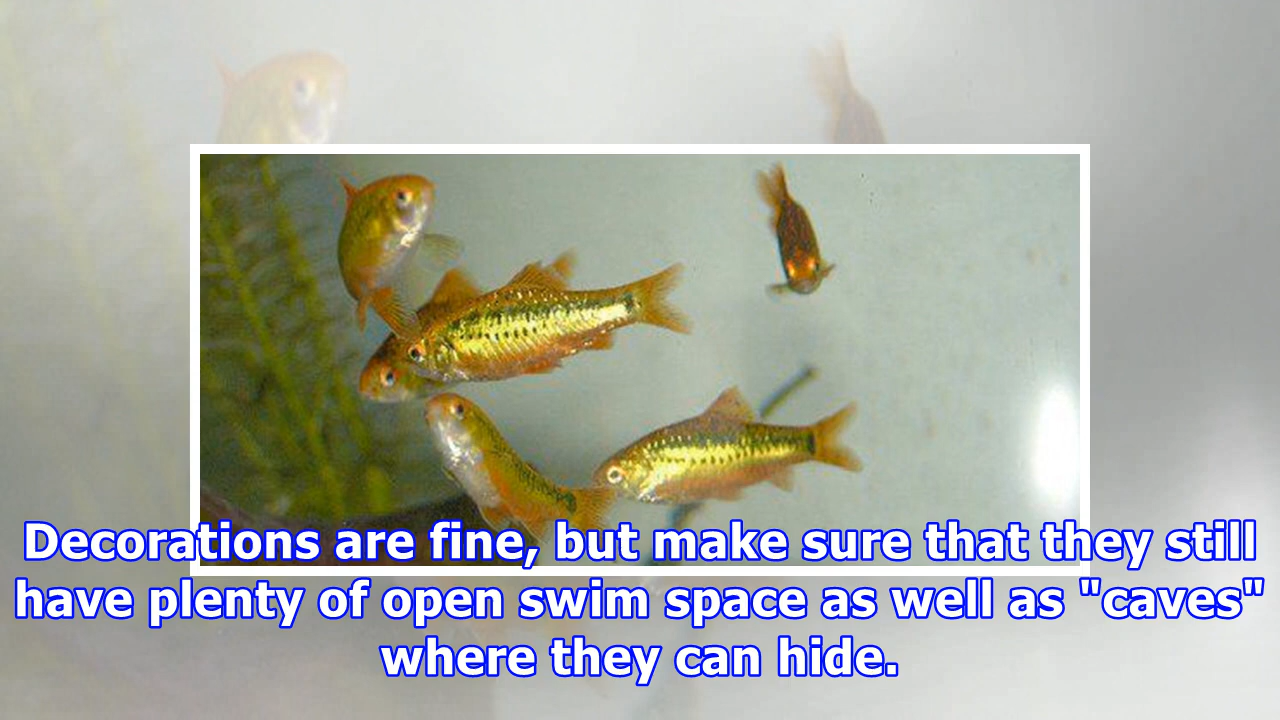 Decorations are fine, but make sure that they still
have plenty of open swim space as well as "caves"
where they can hide.